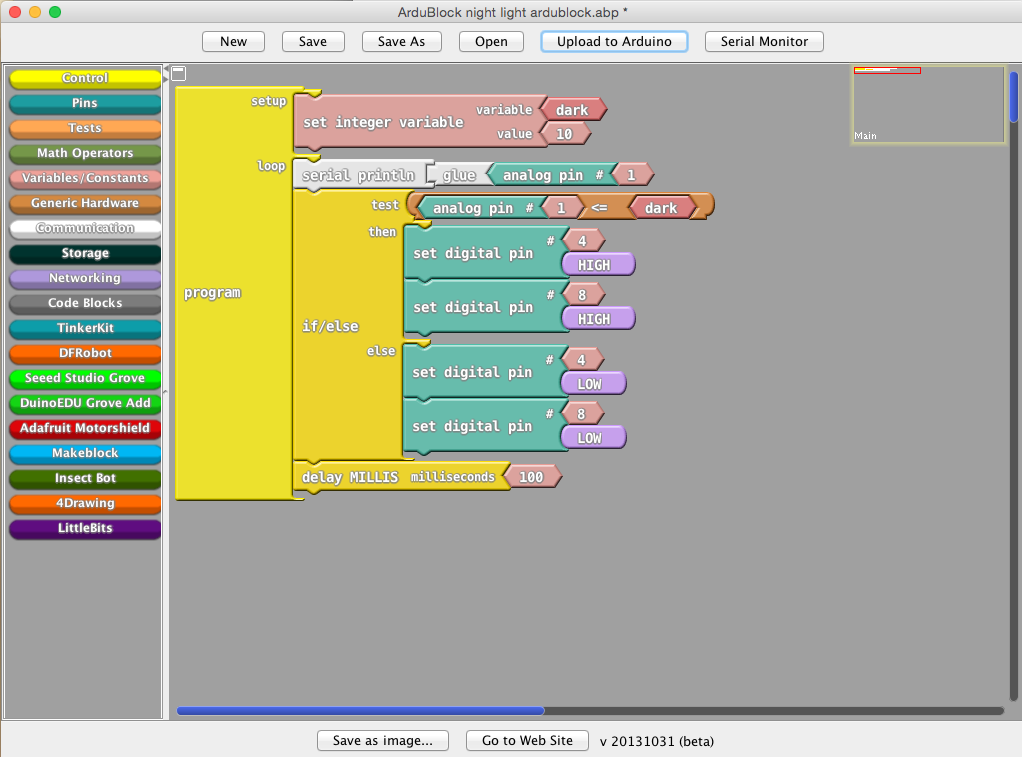 ArduBlock night light ardublock.abp *
New Save Save As Open Upload to Arduino Serial Monitor
Control
Pins
Tests
Math Operators
Variables/Constants
Generic Hardware
Communication
Storage
Networking
Code Blocks
TinkerKit
DFRobot
Seeed Studio Grove
DuinoEDU Grove Add
Adafruit Motorshield
Makeblock
Insect Bot
4Drawing
LittleBits
program
setup
set integer variable
variable dark
value 10
loop
serial println glue analog pin # 1
if/else
test analog pin # 1 <= dark
then
set digital pin # 4
HIGH
set digital pin # 8
HIGH
else
set digital pin # 4
LOW
set digital pin # 8
LOW
delay MILLIS milliseconds 100
Main
Save as image... Go to Web Site v 20131031 (beta)